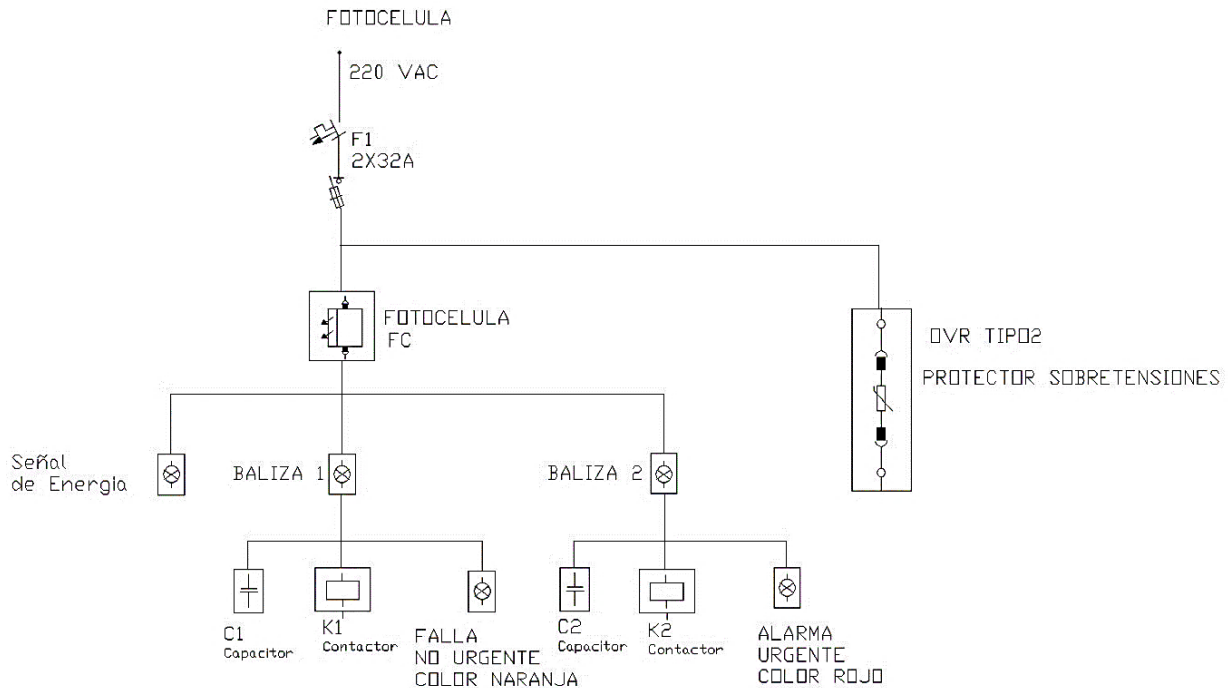 FOTOCELULA
220 VAC
F1
2X32A
FOTOCELULA
FC
OVR TIPO2
PROTECTOR SOBRETENSIONES
Señal
de Energia
BALIZA 1
BALIZA 2
C1
Capacitor
K1
Contactor
FALLA
NO URGENTE
COLOR NARANJA
C2
Capacitor
K2
Contactor
ALARMA
URGENTE
COLOR ROJO